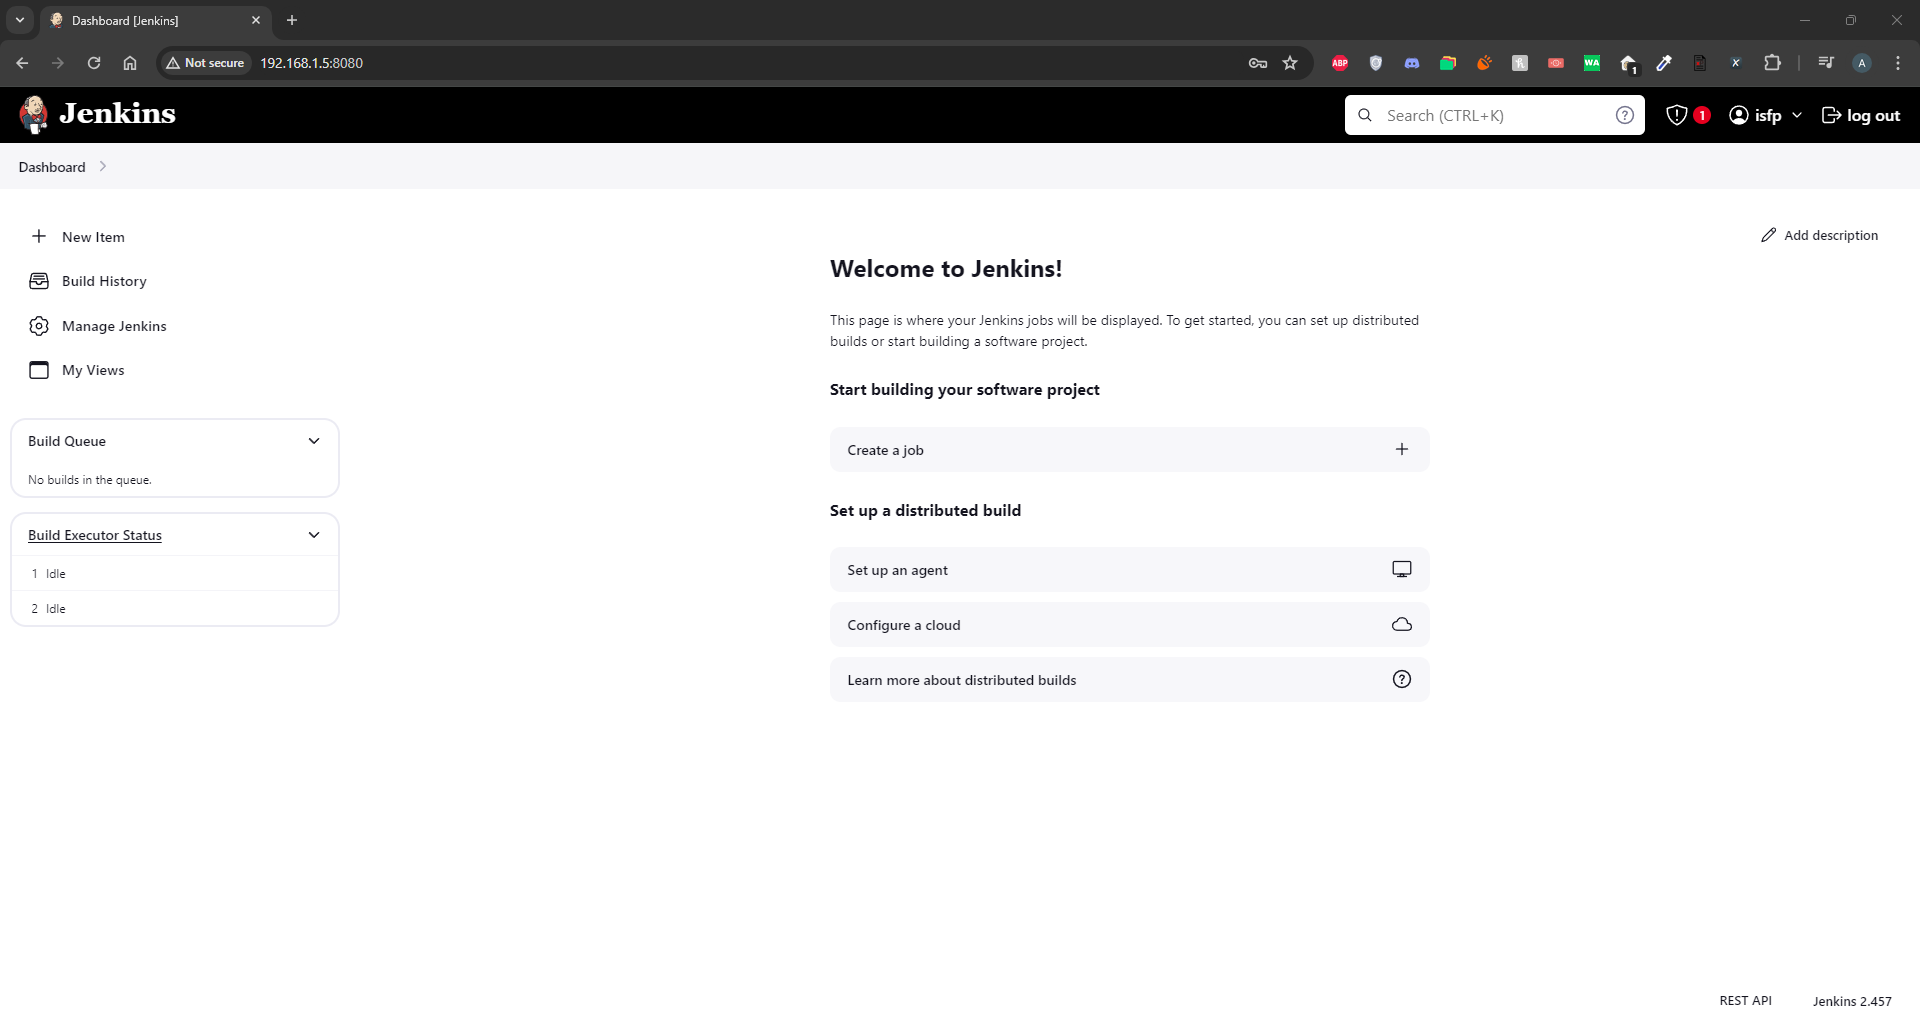 Dashboard [Jenkins]
Not secure
192.168.1.5:8080
ABP
WA
1
A
Jenkins
Search (CTRL+K)
1
isfp
log out
Dashboard
New Item
Build History
Manage Jenkins
My Views
Build Queue
No builds in the queue.
Build Executor Status
1 Idle
2 Idle
Add description
Welcome to Jenkins!
This page is where your Jenkins jobs will be displayed. To get started, you can set up distributed
builds or start building a software project.
Start building your software project
Create a job
Set up a distributed build
Set up an agent
Configure a cloud
Learn more about distributed builds
REST API
Jenkins 2.457